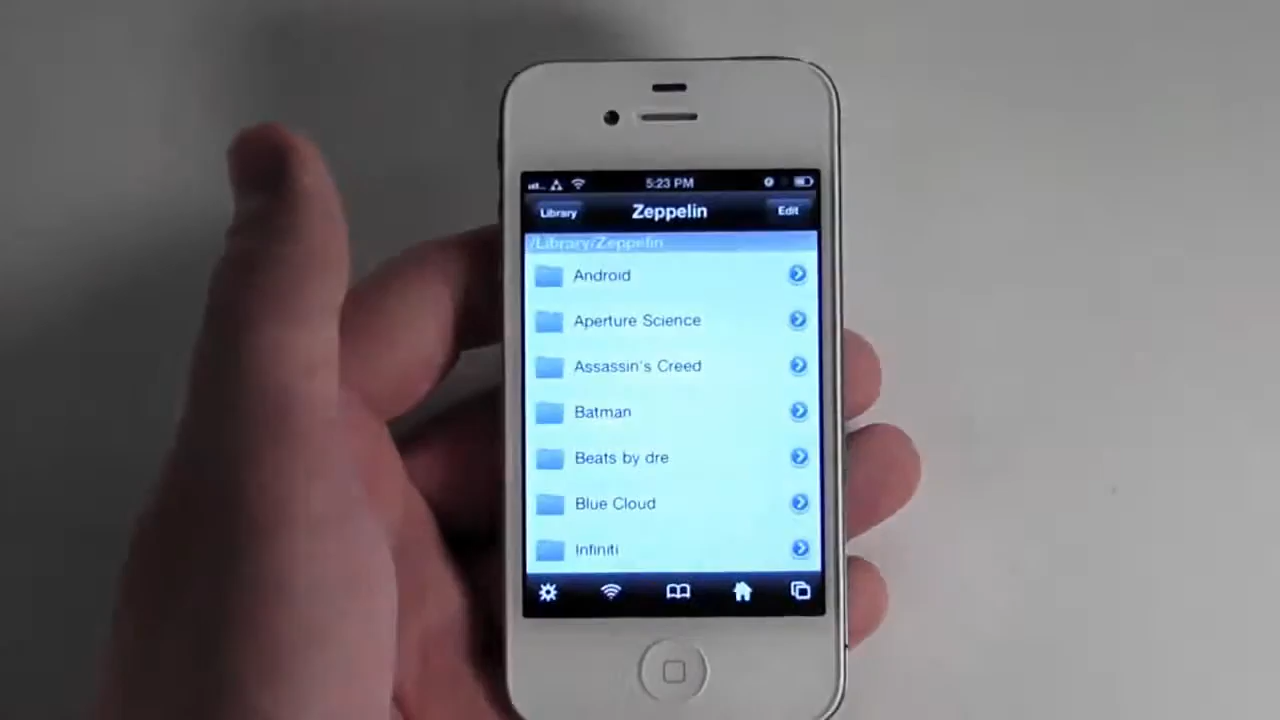 5:23 PM
Library
Zeppelin
Edit
/Library/Zeppelin
Android
Aperture Science
Assassin's Creed
Batman
Beats by dre
Blue Cloud
Infiniti